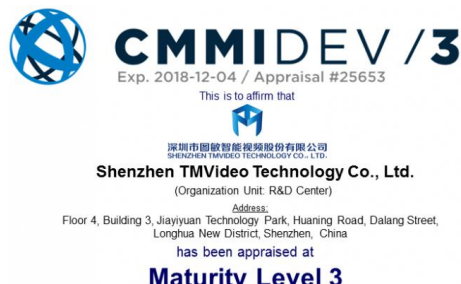 CMMIDEV/3
Exp. 2018-12-04 / Appraisal #25653
This is to affirm that
深圳市图敏智能视频股份有限公司
SHENZHEN TMVIDEO TECHNOLOGY CO., LTD.
Shenzhen TMVideo Technology Co., Ltd.
(Organization Unit: R&D Center)
Address:
Floor 4, Building 3, Jiayiyuan Technology Park, Huaning Road, Dalang Street,
Longhua New District, Shenzhen, China
has been appraised at
Maturity Level 3